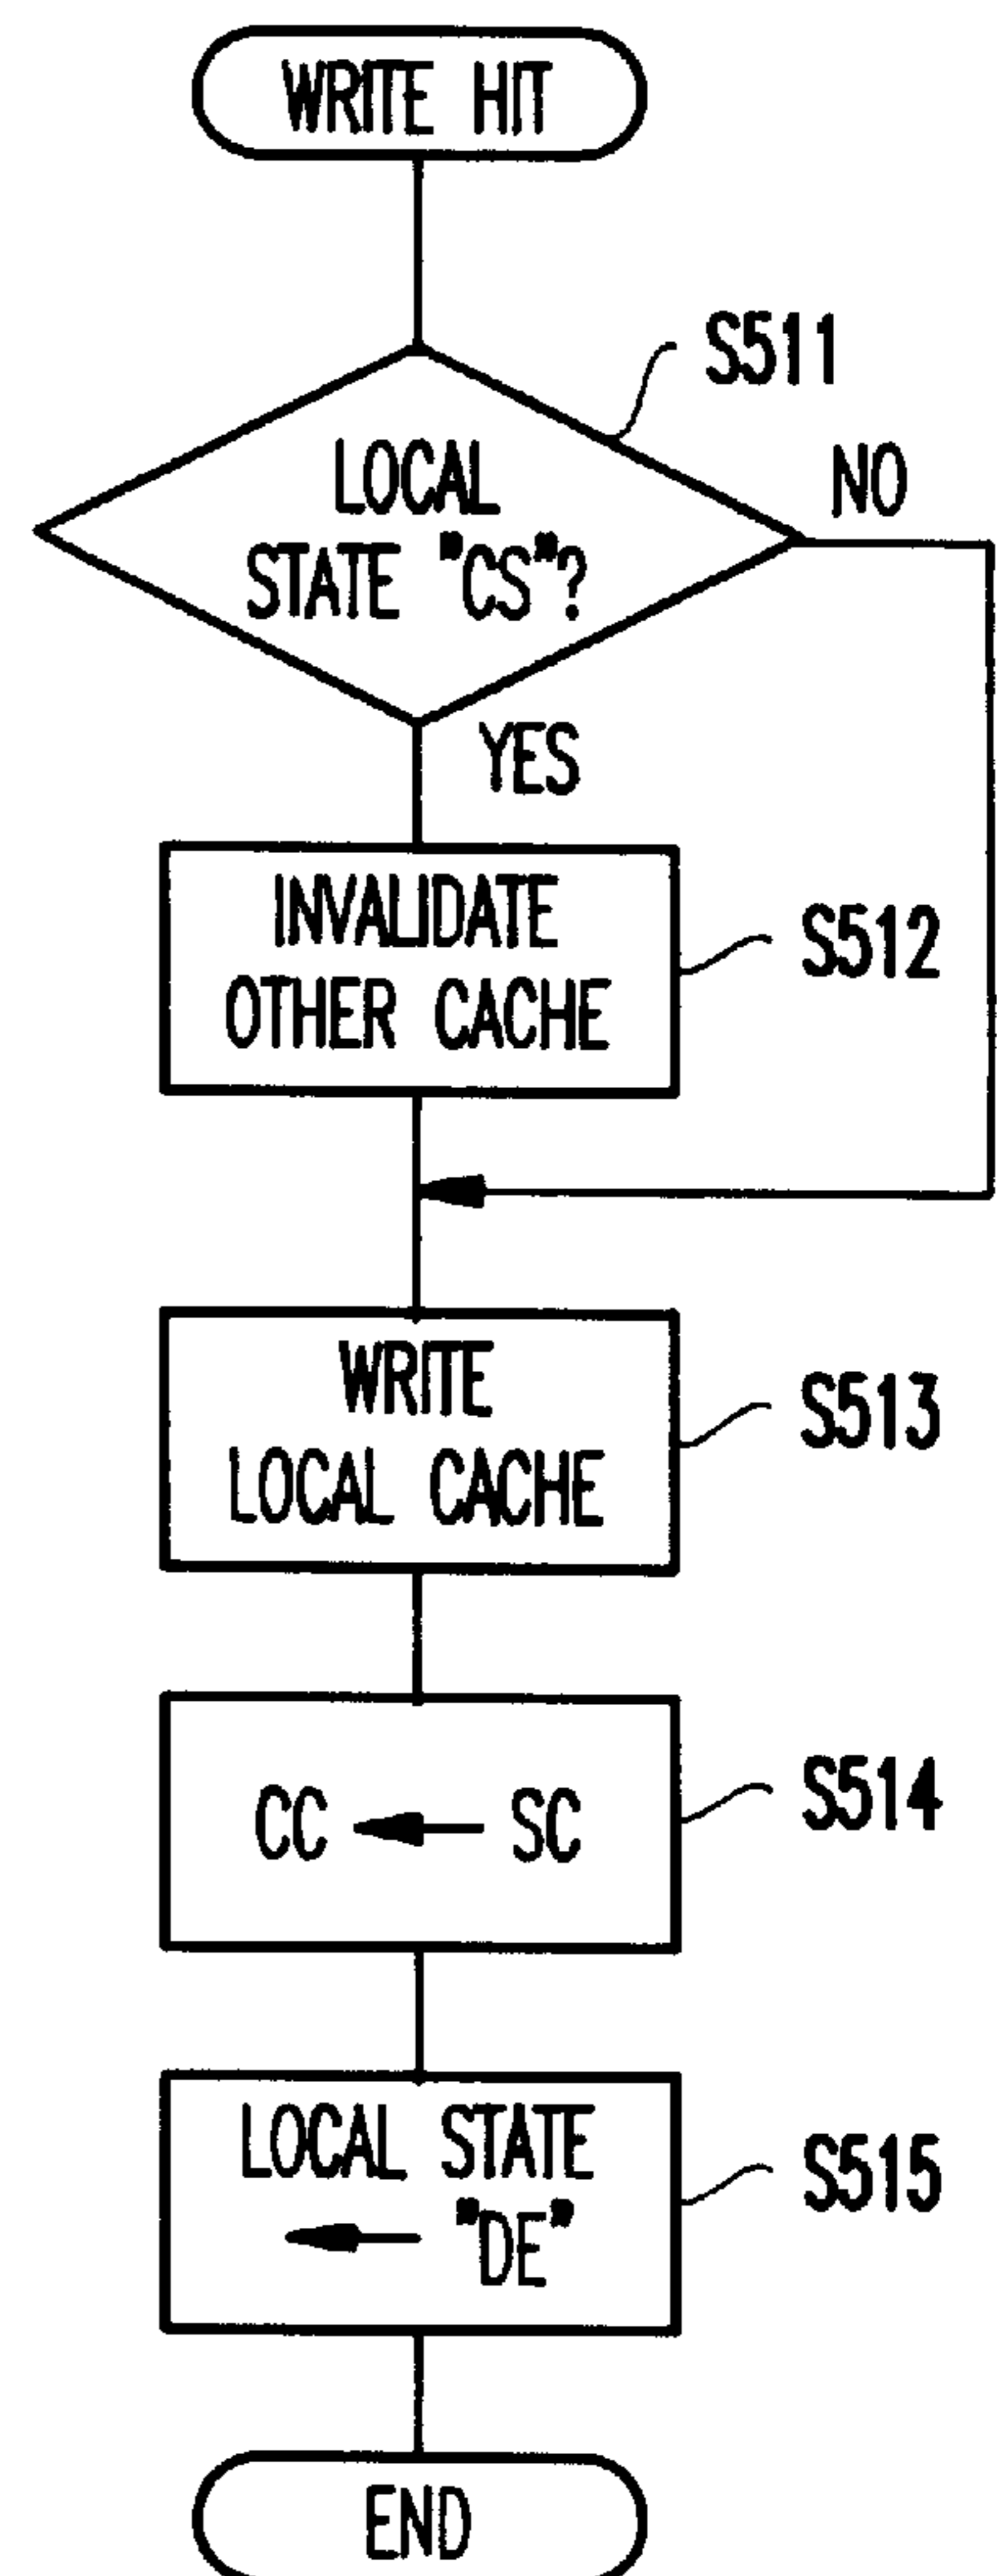 WRITE HIT
S511
LOCAL
STATE "CS"?
NO
YES
INVALIDATE
OTHER CACHE
S512
WRITE
LOCAL CACHE
S513
CC ← SC
S514
LOCAL STATE
← "DE"
S515
END